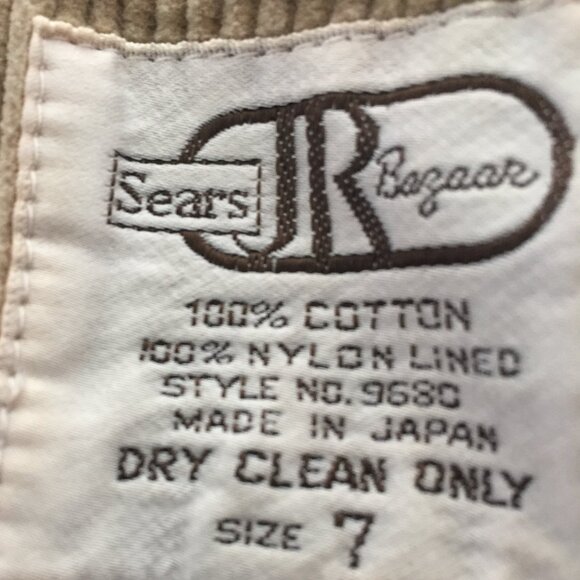 Sears JR Bazaar
100% COTTON
100% NYLON LINED
STYLE NO. 9680
MADE IN JAPAN
DRY CLEAN ONLY
SIZE 7